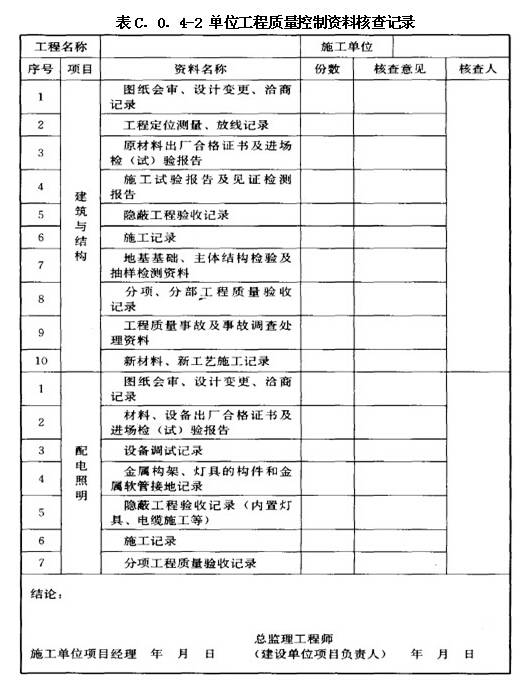 表C．0．4-2 单位工程质量控制资料核查记录
工程名称 施工单位
序号 项目 资料名称 份数 核查意见 核查人
建筑与结构
1 图纸会审、设计变更、洽商
记录
2 工程定位测量、放线记录
3 原材料出厂合格证书及进场
检（试）验报告
4 施工试验报告及见证检测
报告
5 隐蔽工程验收记录
6 施工记录
7 地基基础、主体结构检验及
抽样检测资料
8 分项、分部工程质量验收
记录
9 工程质量事故及事故调查处
理资料
10 新材料、新工艺施工记录
配电照明
1 图纸会审、设计变更、洽商
记录
2 材料、设备出厂合格证书及
进场检（试）验报告
3 设备调试记录
4 金属构架、灯具的构件和金
属软管接地记录
5 隐蔽工程验收记录（内置灯
具、电缆施工等）
6 施工记录
7 分项工程质量验收记录
结论：
总监理工程师
施工单位项目经理 年 月 日 （建设单位项目负责人） 年 月 日